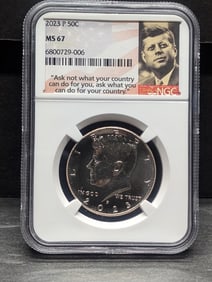 2023 P 50C
MS 67
6800729-006
"Ask not what your country
can do for you, ask what you
can do for your country."
NGC
IN GOD WE TRUST
P
2023